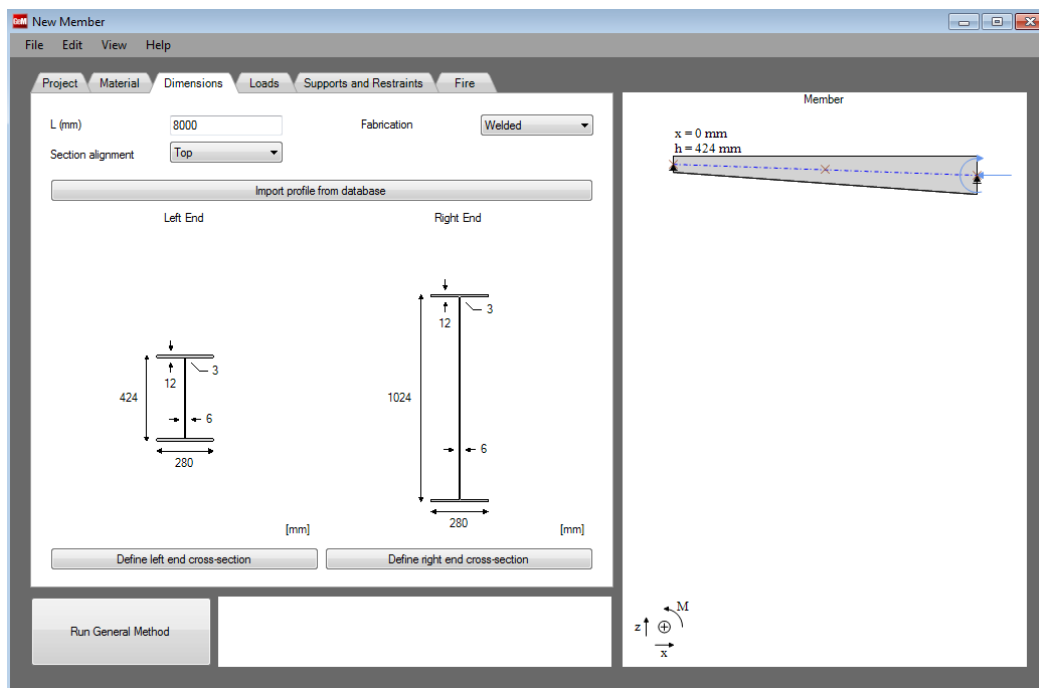 GeM New Member
File Edit View Help
Project Material Dimensions Loads Supports and Restraints Fire
L (mm) 8000 Fabrication Welded
Section alignment Top
Import profile from database
Left End Right End
3
12
424
6
280
[mm]
3
12
1024
6
280
[mm]
Define left end cross-section Define right end cross-section
Run General Method
Member
x = 0 mm
h = 424 mm
M
z
x